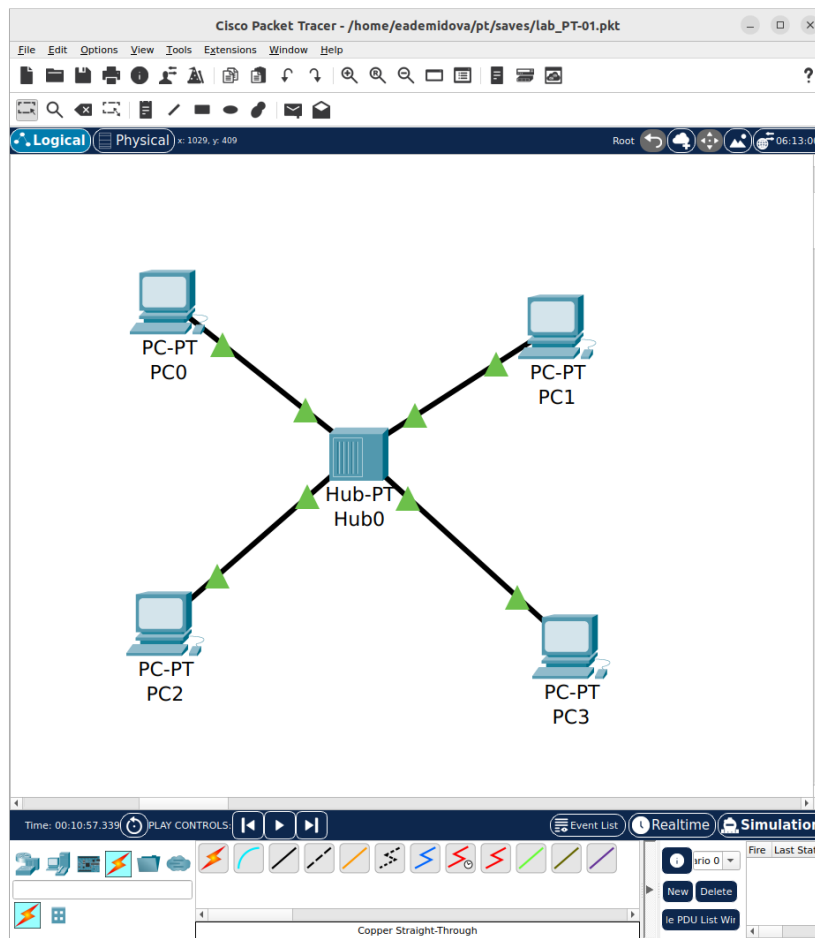 Cisco Packet Tracer - /home/eademidova/pt/saves/lab_PT-01.pkt
File Edit Options View Tools Extensions Window Help
?
Logical Physical x: 1029, y: 409 Root 06:13:00
PC-PT
PC0
PC-PT
PC1
Hub-PT
Hub0
PC-PT
PC2
PC-PT
PC3
Time: 00:10:57.339 PLAY CONTROLS: Event List Realtime Simulation
Fire Last Stat
ario 0
New Delete
le PDU List Wir
Copper Straight-Through